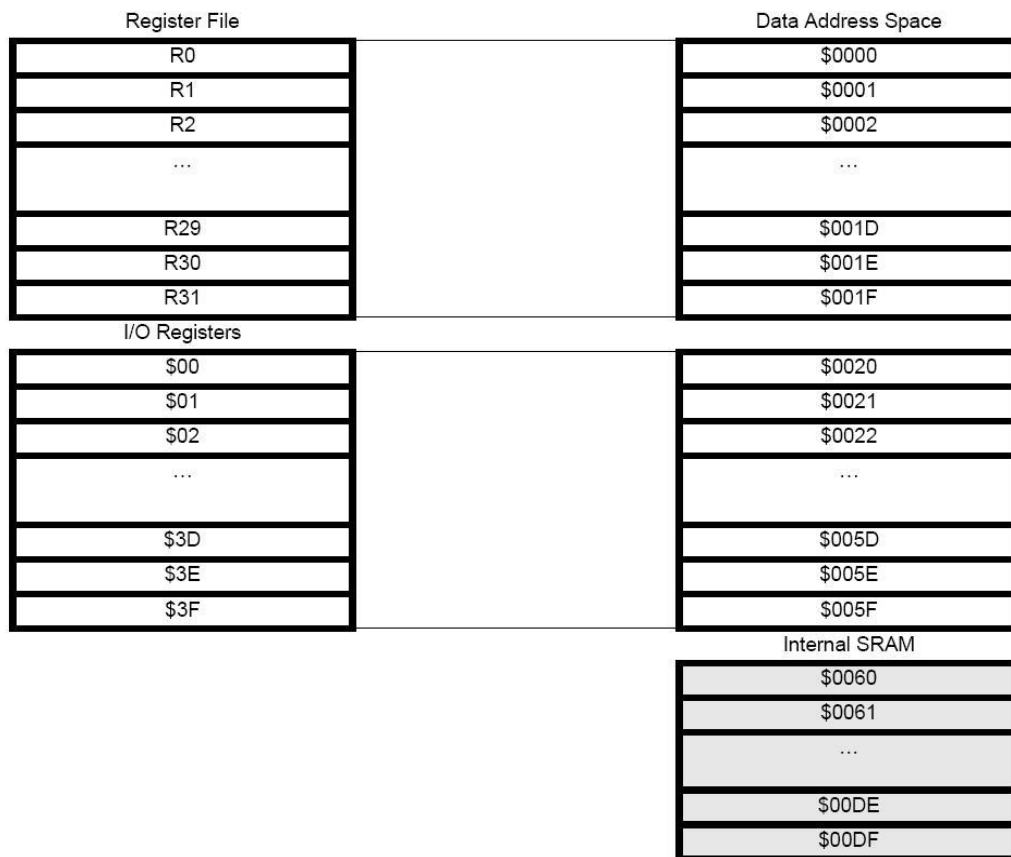 Register File
Data Address Space
R0
$0000
R1
$0001
R2
$0002
...
...
R29
$001D
R30
$001E
R31
$001F
I/O Registers
$00
$0020
$01
$0021
$02
$0022
...
...
$3D
$005D
$3E
$005E
$3F
$005F
Internal SRAM
$0060
$0061
...
$00DE
$00DF